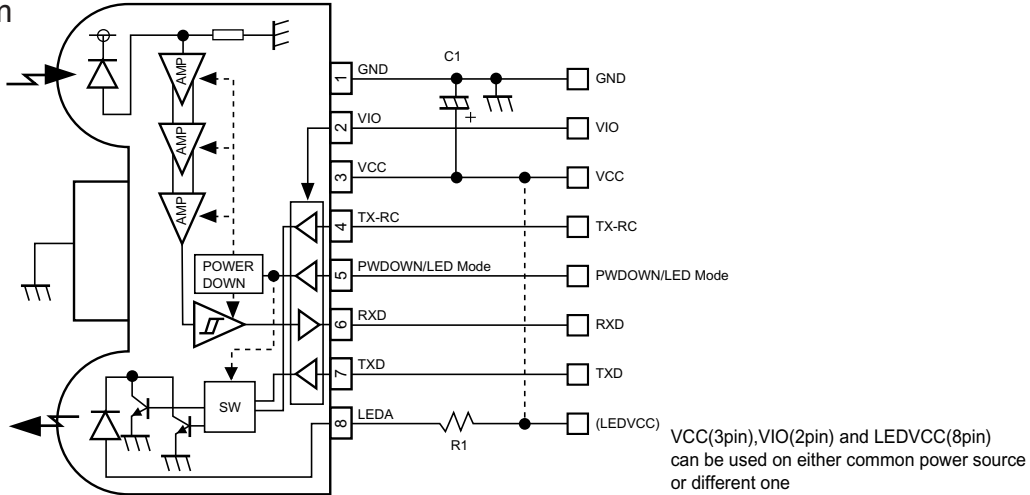 m
AMP
AMP
AMP
POWER
DOWN
SW
1 GND
2 VIO
3 VCC
4 TX-RC
5 PWDOWN/LED Mode
6 RXD
7 TXD
8 LEDA
C1
+
R1
GND
VIO
VCC
TX-RC
PWDOWN/LED Mode
RXD
TXD
(LEDVCC)
VCC(3pin),VIO(2pin) and LEDVCC(8pin)
can be used on either common power source
or different one